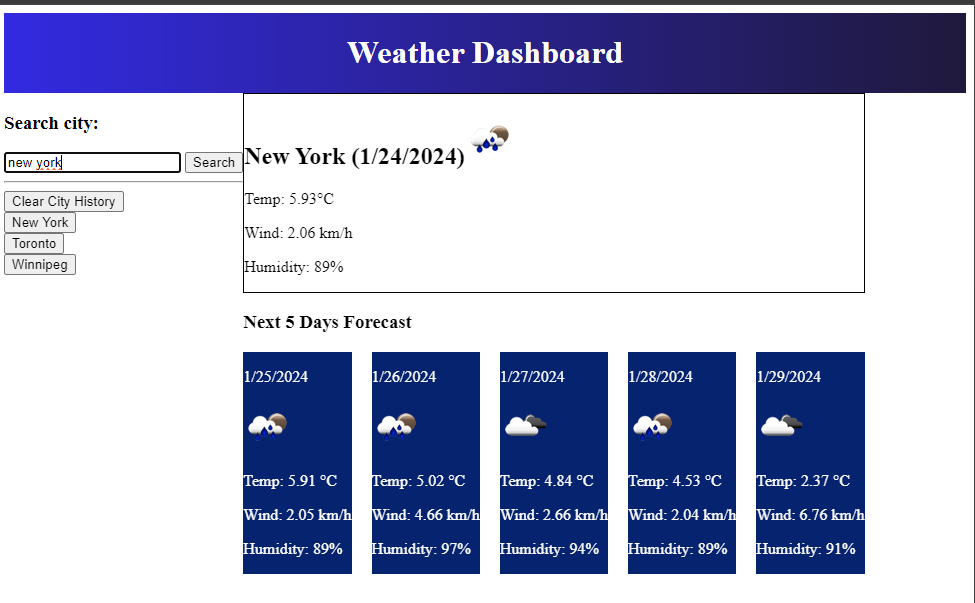 Weather Dashboard
Search city:
new york Search
Clear City History
New York
Toronto
Winnipeg
New York (1/24/2024)
Temp: 5.93°C
Wind: 2.06 km/h
Humidity: 89%
Next 5 Days Forecast
1/25/2024
Temp: 5.91 °C
Wind: 2.05 km/h
Humidity: 89%
1/26/2024
Temp: 5.02 °C
Wind: 4.66 km/h
Humidity: 97%
1/27/2024
Temp: 4.84 °C
Wind: 2.66 km/h
Humidity: 94%
1/28/2024
Temp: 4.53 °C
Wind: 2.04 km/h
Humidity: 89%
1/29/2024
Temp: 2.37 °C
Wind: 6.76 km/h
Humidity: 91%